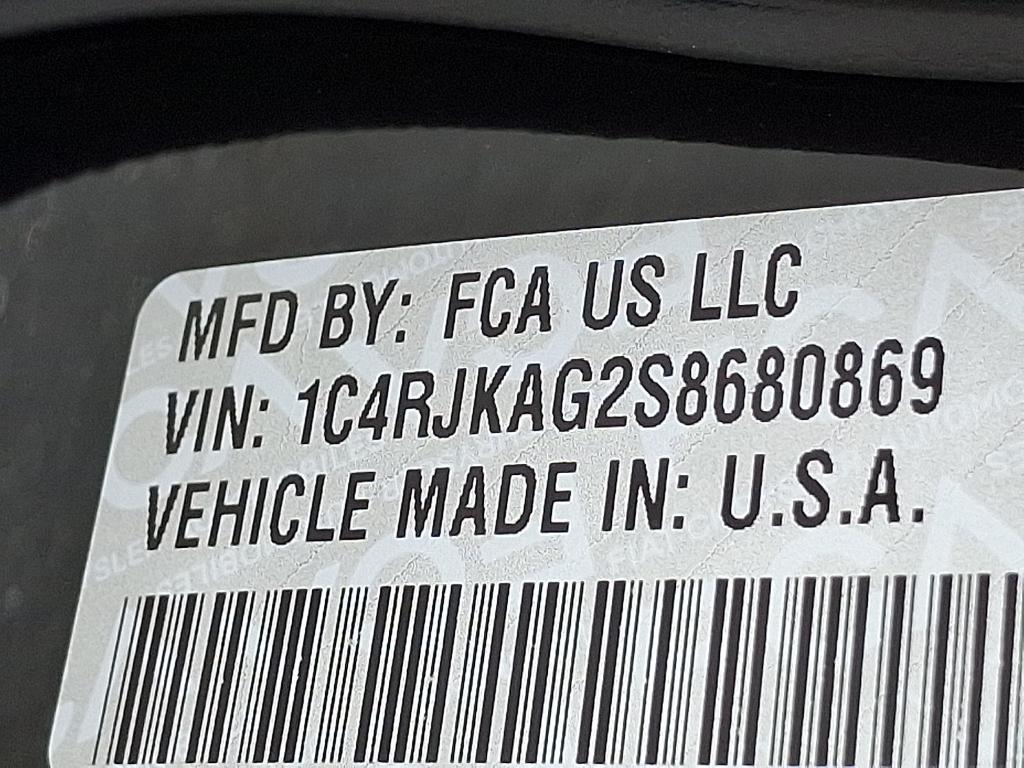 MFD BY: FCA US LLC
VIN: 1C4RJKAG2S8680869
VEHICLE MADE IN: U.S.A.